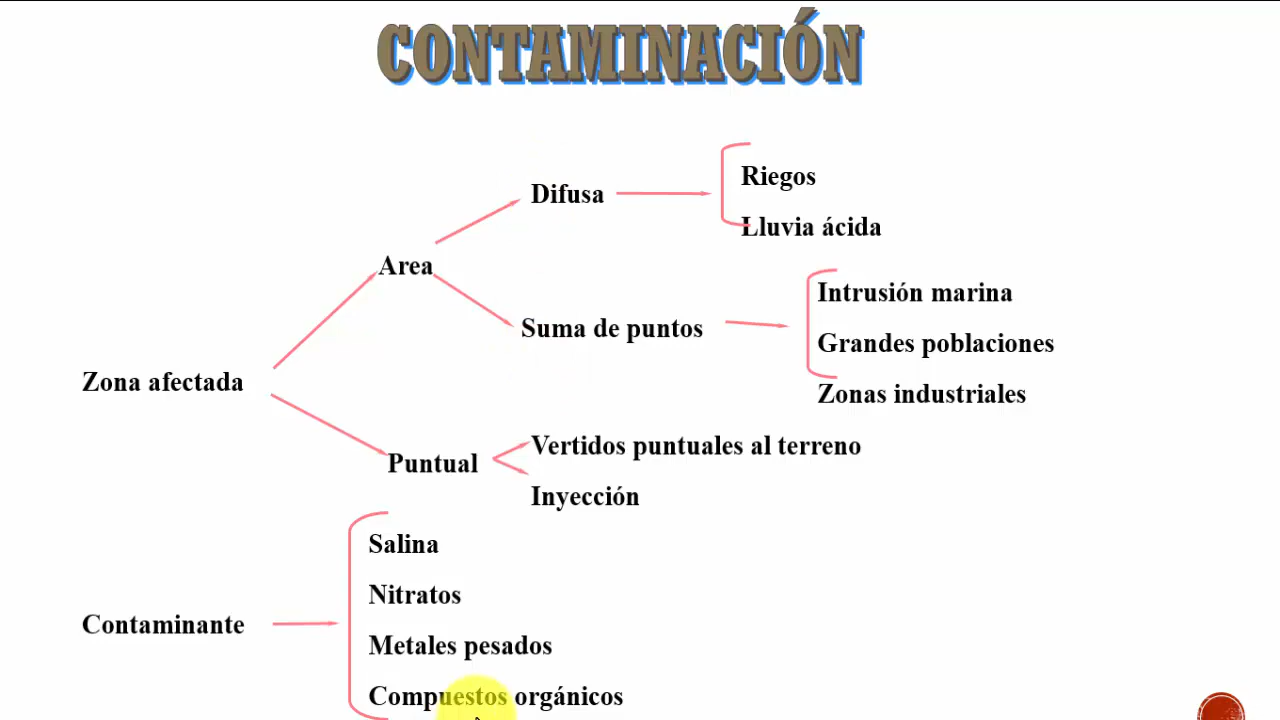 CONTAMINACIÓN
Difusa
Riegos
Lluvia ácida
Area
Suma de puntos
Intrusión marina
Grandes poblaciones
Zonas industriales
Zona afectada
Puntual
Vertidos puntuales al terreno
Inyección
Contaminante
Salina
Nitratos
Metales pesados
Compuestos orgánicos